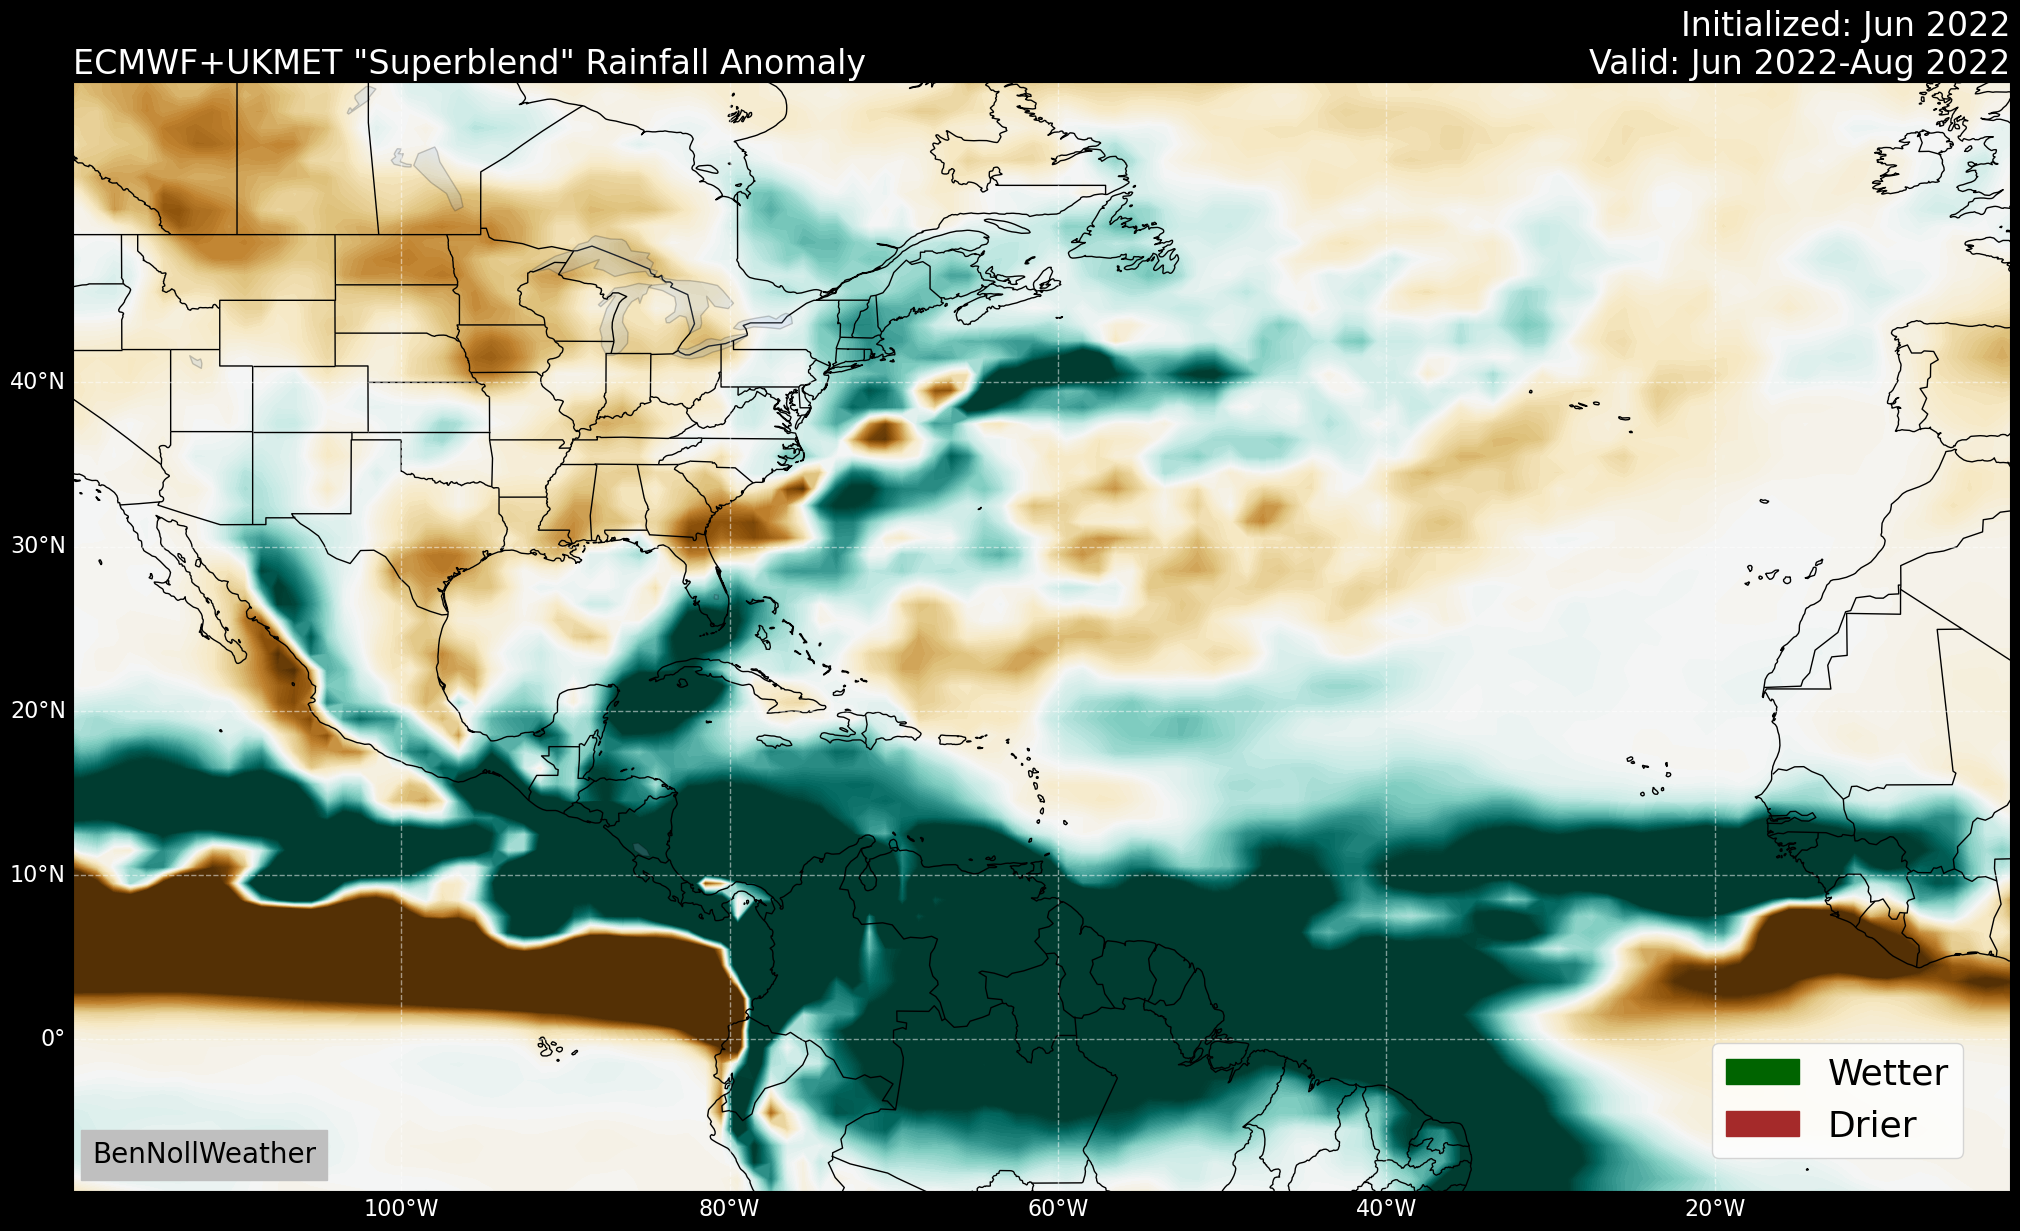 Initialized: Jun 2022
ECMWF+UKMET "Superblend" Rainfall Anomaly
Valid: Jun 2022-Aug 2022
40°N
30°N
20°N
10°N
0°
Wetter
Drier
BenNollWeather
100°W
80°W
60°W
40°W
20°W